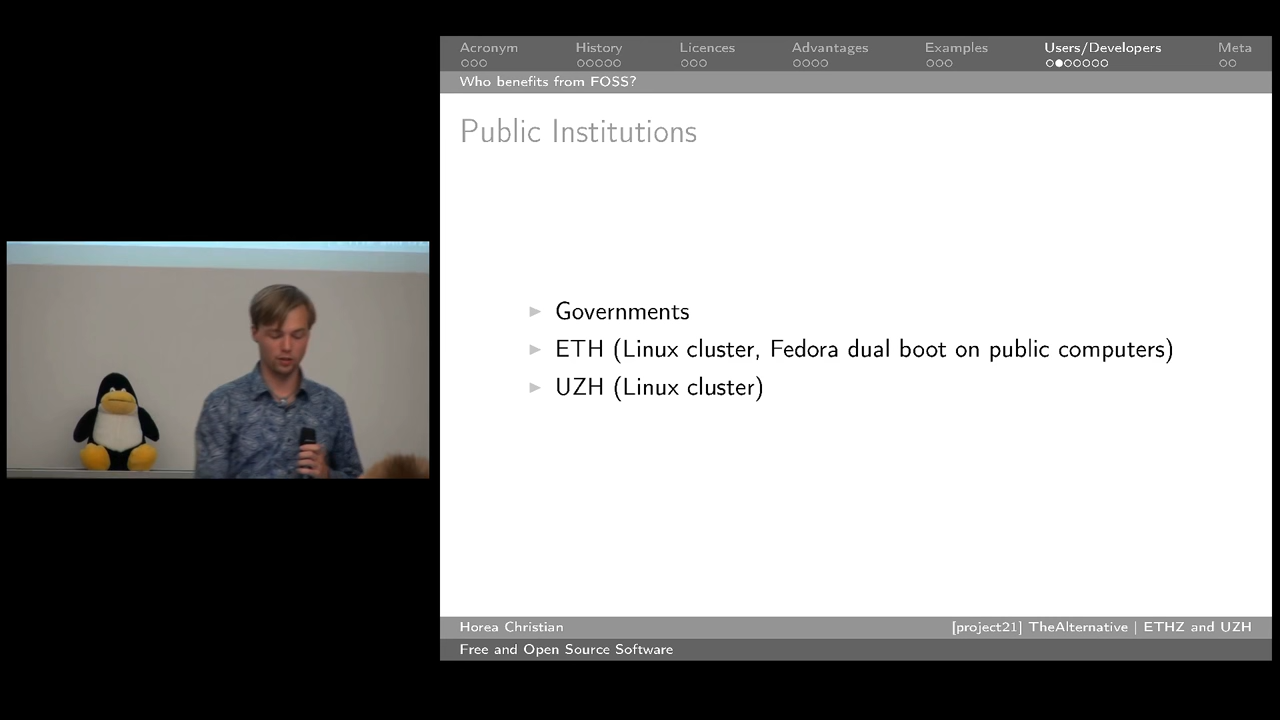 Acronym History Licences Advantages Examples Users/Developers Meta
Who benefits from FOSS?
Public Institutions
Governments
ETH (Linux cluster, Fedora dual boot on public computers)
UZH (Linux cluster)
Horea Christian [project21] TheAlternative | ETHZ and UZH
Free and Open Source Software